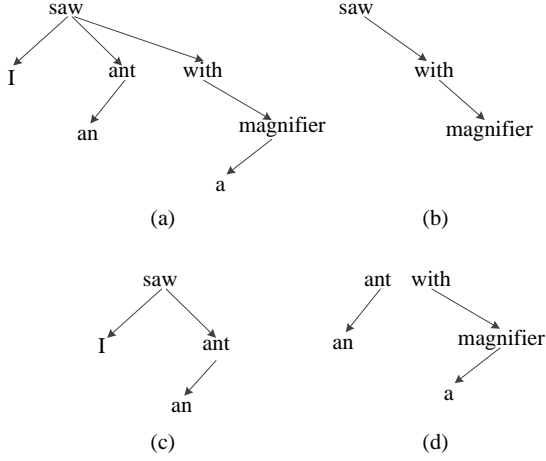 saw
I ant with
an magnifier
a
(a)
saw
with
magnifier
(b)
saw
I ant
an
(c)
ant with
an magnifier
a
(d)